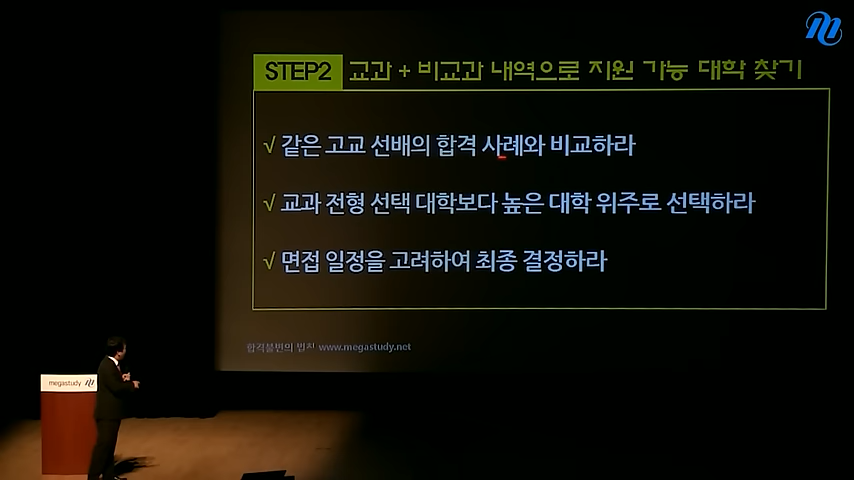 STEP2 교과 + 비교과 내역으로 지원 가능 대학 찾기
√ 같은 고교 선배의 합격 사례와 비교하라
√ 교과 전형 선택 대학보다 높은 대학 위주로 선택하라
√ 면접 일정을 고려하여 최종 결정하라
합격불변의 법칙 www.megastudy.net
megastudy